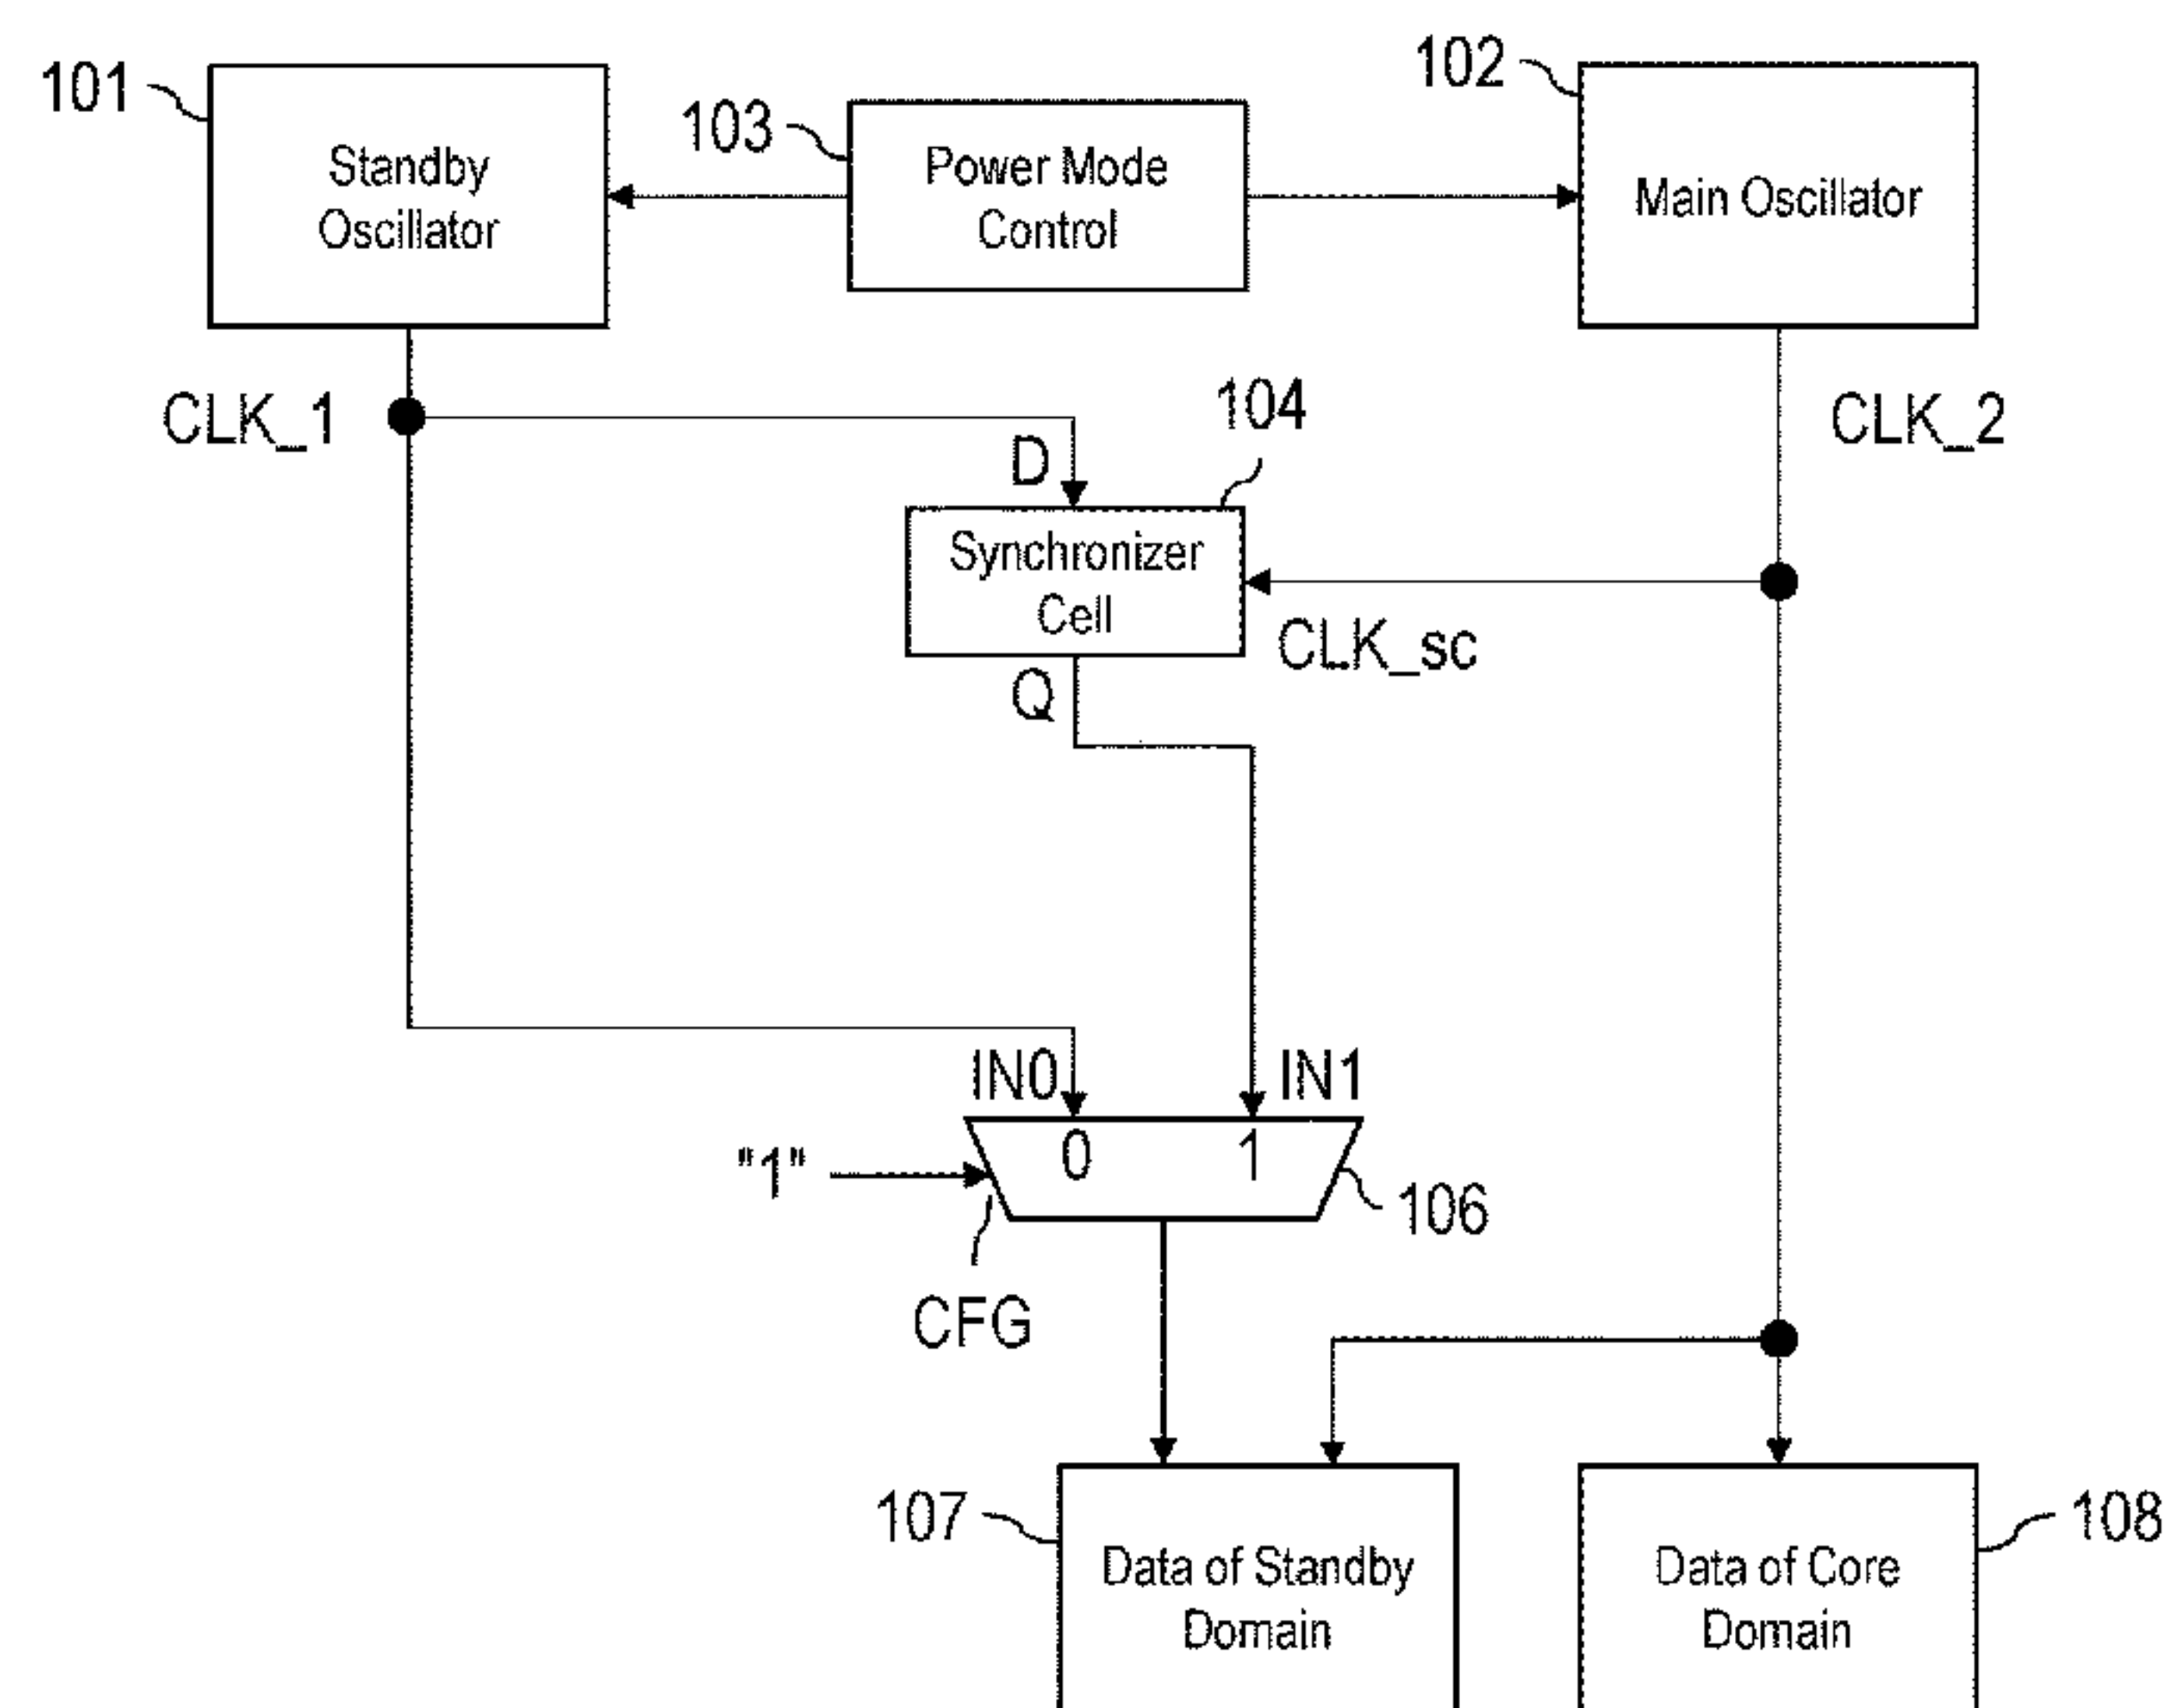 101
Standby
Oscillator
103
Power Mode
Control
102
Main Oscillator
CLK_1
D
104
CLK_2
Synchronizer
Cell
CLK_sc
Q
IN0
IN1
"1"
0
1
106
CFG
107
Data of Standby
Domain
Data of Core
Domain
108